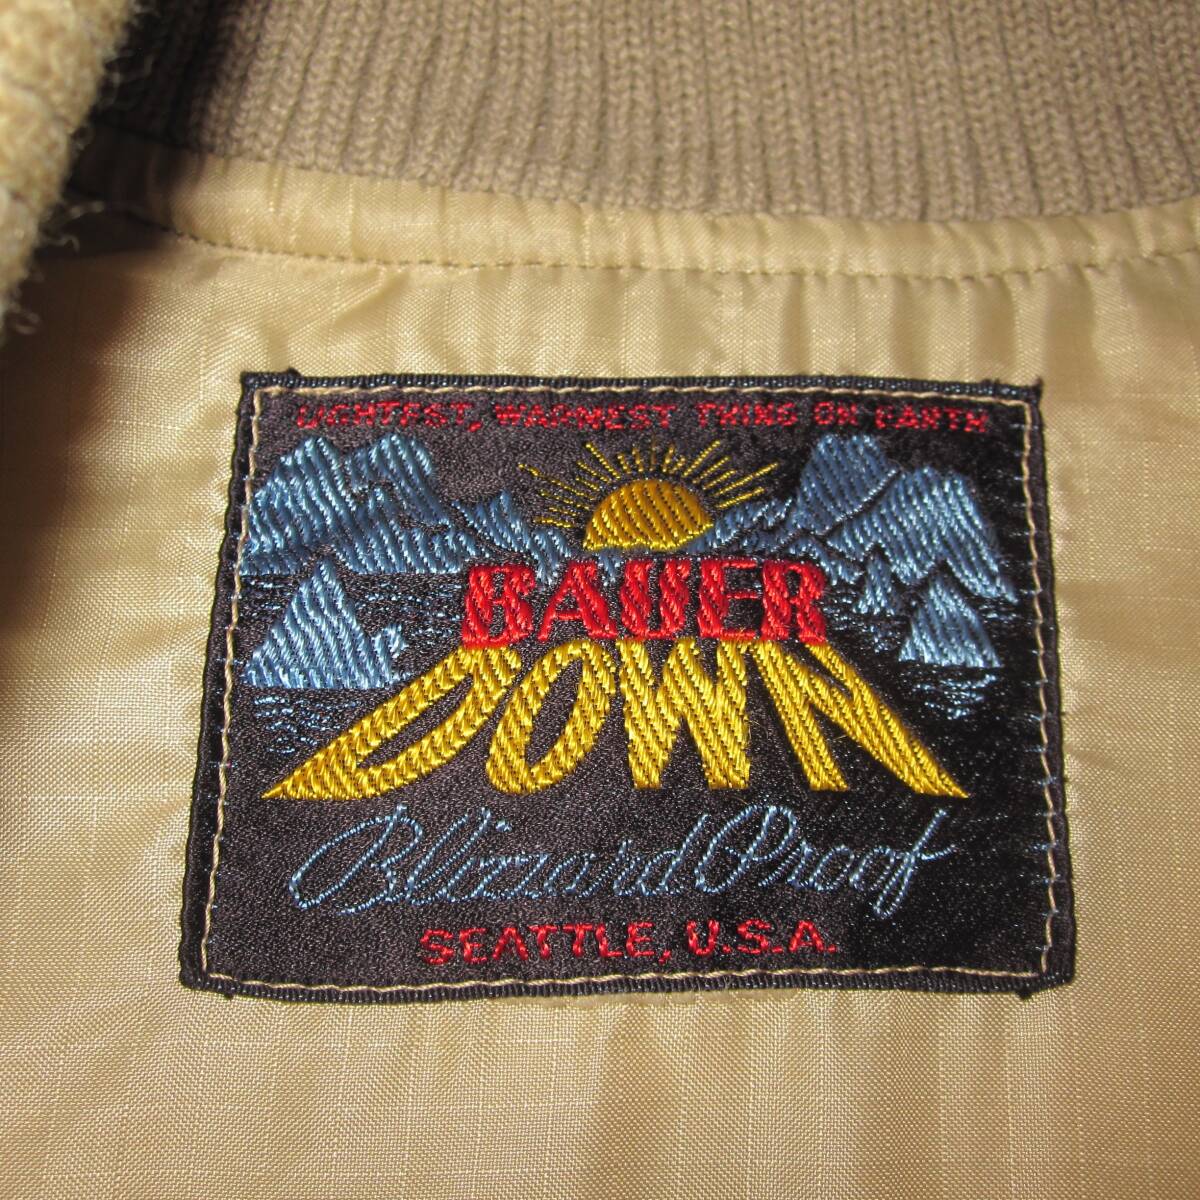 LIGHTEST, WARMEST THING ON EARTH
BAUER
DOWN
Blizzard Proof
SEATTLE, U.S.A.